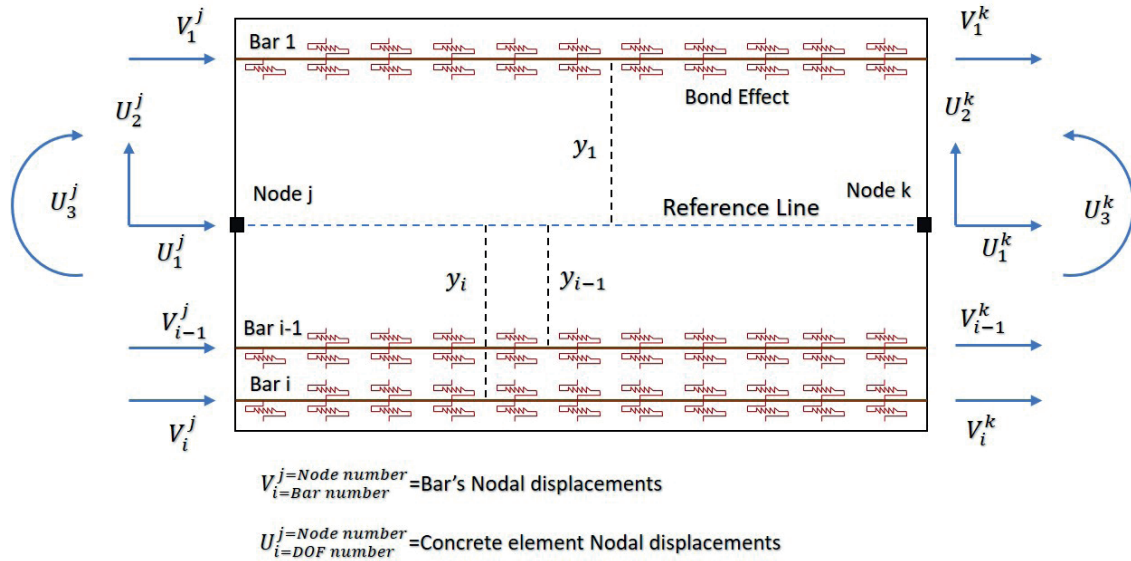 V_1^j
Bar 1
V_1^k
Bond Effect
U_2^j
U_2^k
y_1
U_3^j
Node j
Node k
Reference Line
U_3^k
U_1^j
U_1^k
y_i
y_{i-1}
V_{i-1}^j
Bar i-1
V_{i-1}^k
Bar i
V_i^j
V_i^k
V_{i=Bar number}^{j=Node number}=Bar's Nodal displacements
U_{i=DOF number}^{j=Node number}=Concrete element Nodal displacements